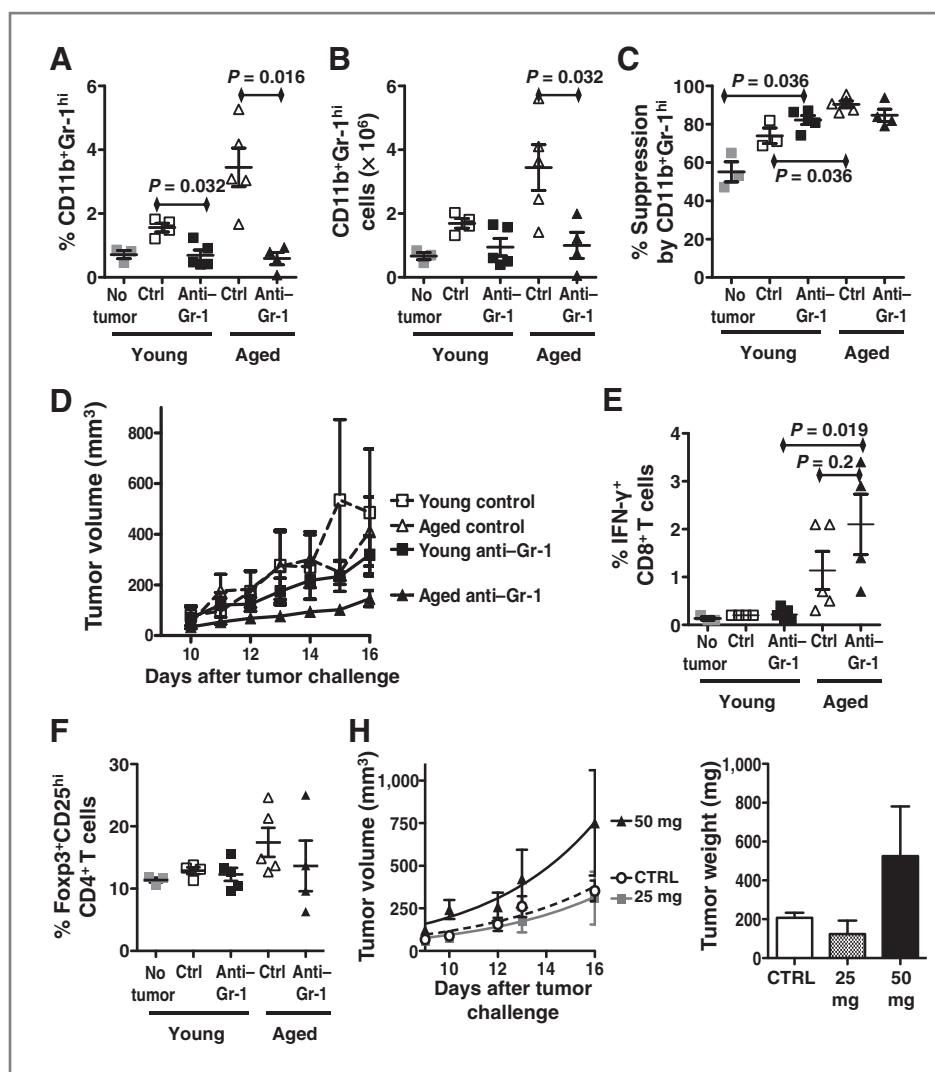 A
% CD11b+Gr-1hi
6
4
2
0
P = 0.016
P = 0.032
No tumor
Ctrl
Anti–Gr-1
Ctrl
Anti–Gr-1
Young
Aged
B
CD11b+Gr-1hi
cells (× 10⁶)
6
4
2
0
P = 0.032
No tumor
Ctrl
Anti–Gr-1
Ctrl
Anti–Gr-1
Young
Aged
C
% Suppression
by CD11b+Gr-1hi
100
80
60
40
20
0
P = 0.036
P = 0.036
No tumor
Ctrl
Anti–Gr-1
Ctrl
Anti–Gr-1
Young
Aged
D
Tumor volume (mm³)
800
600
400
200
0
10 12 14 16
Days after tumor challenge
Young control
Aged control
Young anti–Gr-1
Aged anti–Gr-1
E
% IFN-γ+
CD8+ T cells
4
3
2
1
0
P = 0.019
P = 0.2
No tumor
Ctrl
Anti–Gr-1
Ctrl
Anti–Gr-1
Young
Aged
F
% Foxp3+CD25hi
CD4+ T cells
30
20
10
0
No tumor
Ctrl
Anti–Gr-1
Ctrl
Anti–Gr-1
Young
Aged
H
Tumor volume (mm³)
1,000
750
500
250
0
10 12 14 16
Days after tumor
challenge
50 mg
CTRL
25 mg
Tumor weight (mg)
1,000
800
600
400
200
0
CTRL
25 mg
50 mg